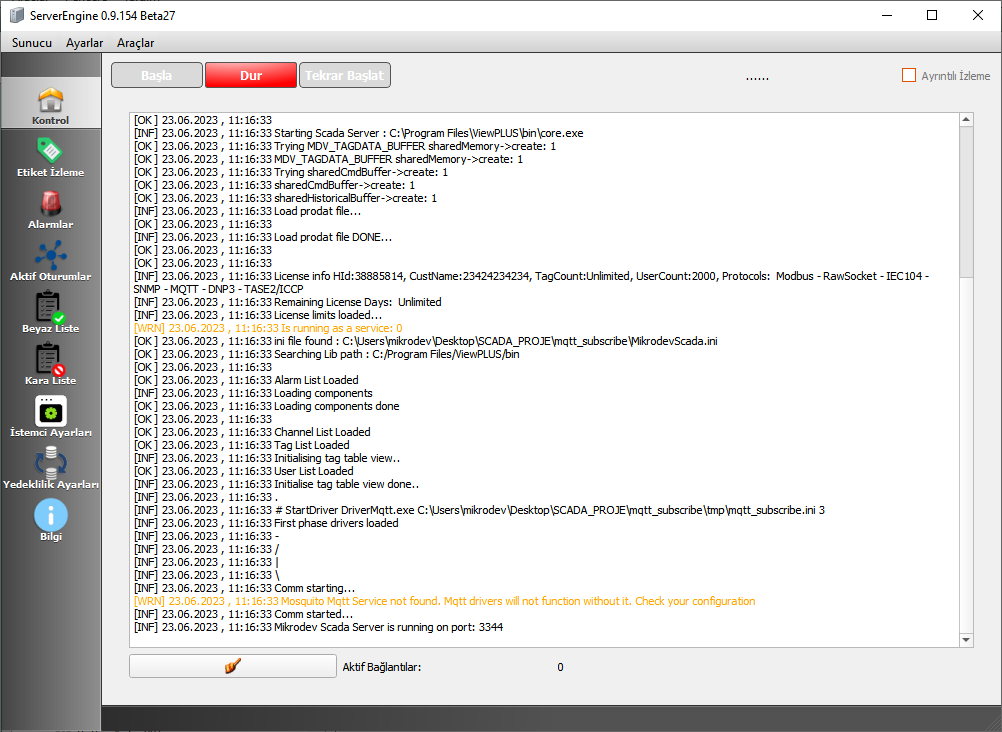 ServerEngine 0.9.154 Beta27
Sunucu Ayarlar Araçlar
Başla Dur Tekrar Başlat ...... Ayrıntılı İzleme
Kontrol
Etiket İzleme
Alarmlar
Aktif Oturumlar
Beyaz Liste
Kara Liste
İstemci Ayarları
Yedeklilik Ayarları
Bilgi
[OK ] 23.06.2023 , 11:16:33
[INF] 23.06.2023 , 11:16:33 Starting Scada Server : C:\Program Files\ViewPLUS\bin\core.exe
[OK ] 23.06.2023 , 11:16:33 Trying MDV_TAGDATA_BUFFER sharedMemory->create: 1
[OK ] 23.06.2023 , 11:16:33 MDV_TAGDATA_BUFFER sharedMemory->create: 1
[OK ] 23.06.2023 , 11:16:33 Trying sharedCmdBuffer->create: 1
[OK ] 23.06.2023 , 11:16:33 sharedCmdBuffer->create: 1
[OK ] 23.06.2023 , 11:16:33 sharedHistoricalBuffer->create: 1
[INF] 23.06.2023 , 11:16:33 Load prodat file...
[OK ] 23.06.2023 , 11:16:33
[INF] 23.06.2023 , 11:16:33 Load prodat file DONE...
[OK ] 23.06.2023 , 11:16:33
[OK ] 23.06.2023 , 11:16:33
[INF] 23.06.2023 , 11:16:33 License info HId:38885814, CustName:23424234234, TagCount:Unlimited, UserCount:2000, Protocols: Modbus - RawSocket - IEC104 -
SNMP - MQTT - DNP3 - TASE2/ICCP
[INF] 23.06.2023 , 11:16:33 Remaining License Days: Unlimited
[INF] 23.06.2023 , 11:16:33 License limits loaded...
[WRN] 23.06.2023 , 11:16:33 Is running as a service: 0
[OK ] 23.06.2023 , 11:16:33 ini file found : C:\Users\mikrodev\Desktop\SCADA_PROJE\mqtt_subscribe\MikrodevScada.ini
[OK ] 23.06.2023 , 11:16:33 Searching Lib path : C:/Program Files/ViewPLUS/bin
[OK ] 23.06.2023 , 11:16:33
[OK ] 23.06.2023 , 11:16:33 Alarm List Loaded
[INF] 23.06.2023 , 11:16:33 Loading components
[OK ] 23.06.2023 , 11:16:33 Loading components done
[OK ] 23.06.2023 , 11:16:33
[OK ] 23.06.2023 , 11:16:33 Channel List Loaded
[OK ] 23.06.2023 , 11:16:33 Tag List Loaded
[INF] 23.06.2023 , 11:16:33 Initialising tag table view..
[OK ] 23.06.2023 , 11:16:33 User List Loaded
[INF] 23.06.2023 , 11:16:33 Initialise tag table view done..
[INF] 23.06.2023 , 11:16:33 .
[INF] 23.06.2023 , 11:16:33 # StartDriver DriverMqtt.exe C:\Users\mikrodev\Desktop\SCADA_PROJE\mqtt_subscribe\tmp\mqtt_subscribe.ini 3
[INF] 23.06.2023 , 11:16:33 First phase drivers loaded
[INF] 23.06.2023 , 11:16:33 -
[INF] 23.06.2023 , 11:16:33 /
[INF] 23.06.2023 , 11:16:33 |
[INF] 23.06.2023 , 11:16:33 \
[INF] 23.06.2023 , 11:16:33 Comm starting...
[WRN] 23.06.2023 , 11:16:33 Mosquito Mqtt Service not found. Mqtt drivers will not function without it. Check your configuration
[INF] 23.06.2023 , 11:16:33 Comm started...
[INF] 23.06.2023 , 11:16:33 Mikrodev Scada Server is running on port: 3344
Aktif Bağlantılar: 0